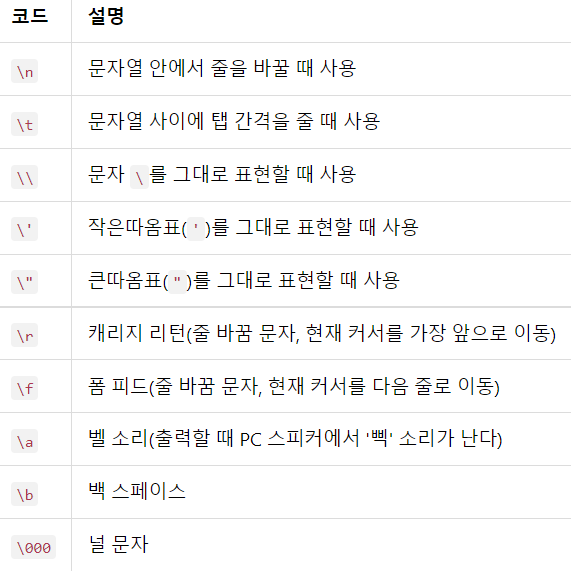 코드 설명
\n 문자열 안에서 줄을 바꿀 때 사용
\t 문자열 사이에 탭 간격을 줄 때 사용
\\ 문자 \를 그대로 표현할 때 사용
\' 작은따옴표(')를 그대로 표현할 때 사용
\" 큰따옴표(")를 그대로 표현할 때 사용
\r 캐리지 리턴(줄 바꿈 문자, 현재 커서를 가장 앞으로 이동)
\f 폼 피드(줄 바꿈 문자, 현재 커서를 다음 줄로 이동)
\a 벨 소리(출력할 때 PC 스피커에서 '삑' 소리가 난다)
\b 백 스페이스
\000 널 문자